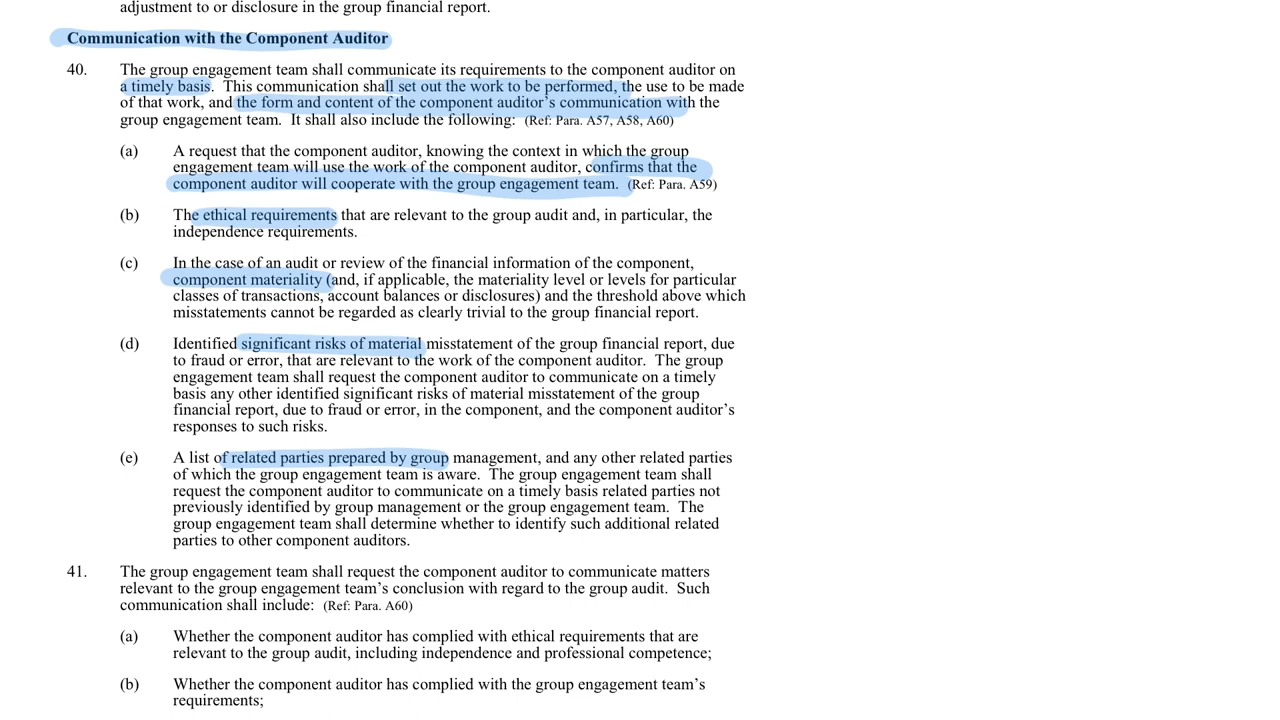 adjustment to or disclosure in the group financial report.
Communication with the Component Auditor
40. The group engagement team shall communicate its requirements to the component auditor on
a timely basis. This communication shall set out the work to be performed, the use to be made
of that work, and the form and content of the component auditor's communication with the
group engagement team. It shall also include the following: (Ref: Para. A57, A58, A60)
(a) A request that the component auditor, knowing the context in which the group
engagement team will use the work of the component auditor, confirms that the
component auditor will cooperate with the group engagement team. (Ref: Para. A59)
(b) The ethical requirements that are relevant to the group audit and, in particular, the
independence requirements.
(c) In the case of an audit or review of the financial information of the component,
component materiality (and, if applicable, the materiality level or levels for particular
classes of transactions, account balances or disclosures) and the threshold above which
misstatements cannot be regarded as clearly trivial to the group financial report.
(d) Identified significant risks of material misstatement of the group financial report, due
to fraud or error, that are relevant to the work of the component auditor. The group
engagement team shall request the component auditor to communicate on a timely
basis any other identified significant risks of material misstatement of the group
financial report, due to fraud or error, in the component, and the component auditor's
responses to such risks.
(e) A list of related parties prepared by group management, and any other related parties
of which the group engagement team is aware. The group engagement team shall
request the component auditor to communicate on a timely basis related parties not
previously identified by group management or the group engagement team. The
group engagement team shall determine whether to identify such additional related
parties to other component auditors.
41. The group engagement team shall request the component auditor to communicate matters
relevant to the group engagement team's conclusion with regard to the group audit. Such
communication shall include: (Ref: Para. A60)
(a) Whether the component auditor has complied with ethical requirements that are
relevant to the group audit, including independence and professional competence;
(b) Whether the component auditor has complied with the group engagement team's
requirements;